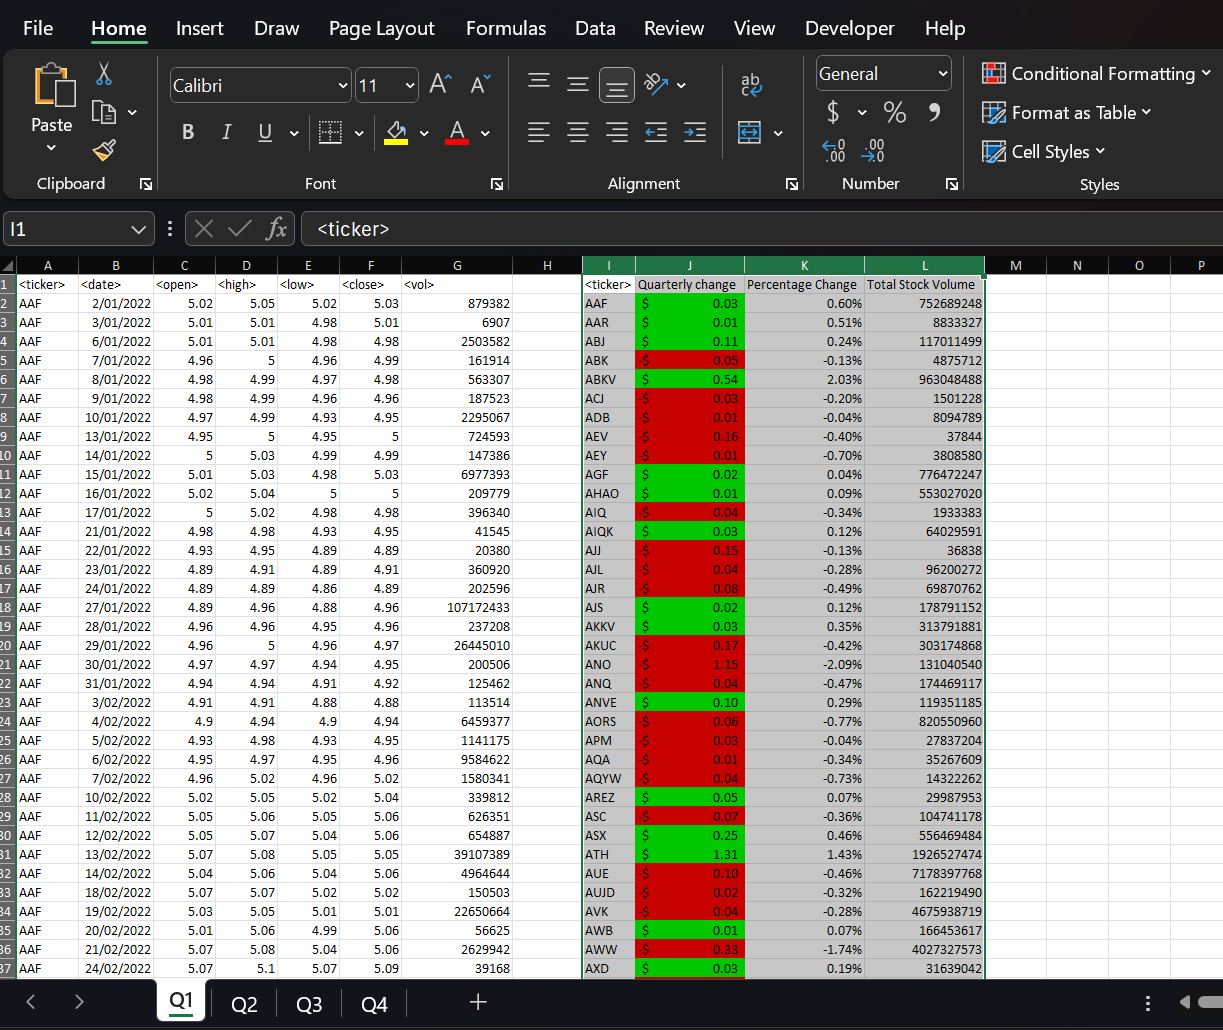 File Home Insert Draw Page Layout Formulas Data Review View Developer Help
Calibri 11 General Conditional Formatting
Paste B I U A A A ab $ % Format as Table
Cell Styles
Clipboard Font Alignment Number Styles
I1 fx <ticker>
A B C D E F G H I J K L M N O P
1 <ticker> <date> <open> <high> <low> <close> <vol> <ticker> Quarterly change Percentage Change Total Stock Volume
2 AAF 2/01/2022 5.02 5.05 5.02 5.03 879382 AAF $ 0.03 0.60% 752689248
3 AAF 3/01/2022 5.01 5.01 4.98 5.01 6907 AAR $ 0.01 0.51% 8833327
4 AAF 6/01/2022 5.01 5.01 4.98 4.98 2503582 ABJ $ 0.11 0.24% 117011499
5 AAF 7/01/2022 4.96 5 4.96 4.99 161914 ABK -$ 0.05 -0.13% 4875712
6 AAF 8/01/2022 4.98 4.99 4.97 4.98 563307 ABKV $ 0.54 2.03% 963048488
7 AAF 9/01/2022 4.98 4.99 4.96 4.96 187523 ACJ -$ 0.03 -0.20% 1501228
8 AAF 10/01/2022 4.97 4.99 4.93 4.95 2295067 ADB -$ 0.01 -0.04% 8094789
9 AAF 13/01/2022 4.95 5 4.95 5 724593 AEV -$ 0.16 -0.40% 37844
10 AAF 14/01/2022 5 5.03 4.99 4.99 147386 AEY -$ 0.01 -0.70% 3808580
11 AAF 15/01/2022 5.01 5.03 4.98 5.03 6977393 AGF $ 0.02 0.04% 776472247
12 AAF 16/01/2022 5.02 5.04 5 5 209779 AHAO $ 0.01 0.09% 553027020
13 AAF 17/01/2022 5 5.02 4.98 4.98 396340 AIQ -$ 0.04 -0.34% 1933383
14 AAF 21/01/2022 4.98 4.98 4.93 4.95 41545 AIQK $ 0.03 0.12% 64029591
15 AAF 22/01/2022 4.93 4.95 4.89 4.89 20380 AJJ -$ 0.15 -0.13% 36838
16 AAF 23/01/2022 4.89 4.91 4.89 4.91 360920 AJL -$ 0.04 -0.28% 96200272
17 AAF 24/01/2022 4.89 4.89 4.86 4.89 202596 AJR -$ 0.08 -0.49% 69870762
18 AAF 27/01/2022 4.89 4.96 4.88 4.96 107172433 AJS $ 0.02 0.12% 178791152
19 AAF 28/01/2022 4.96 4.96 4.95 4.96 237208 AKKV $ 0.03 0.35% 313791881
20 AAF 29/01/2022 4.96 5 4.96 4.97 26445010 AKUC -$ 0.17 -0.42% 303174868
21 AAF 30/01/2022 4.97 4.97 4.94 4.95 200506 ANO -$ 1.15 -2.09% 131040540
22 AAF 31/01/2022 4.94 4.94 4.91 4.92 125462 ANQ -$ 0.04 -0.47% 174469117
23 AAF 3/02/2022 4.91 4.91 4.88 4.88 113514 ANVE $ 0.10 0.29% 119351185
24 AAF 4/02/2022 4.9 4.94 4.9 4.94 6459377 AORS -$ 0.06 -0.77% 820550960
25 AAF 5/02/2022 4.93 4.98 4.93 4.95 1141175 APM -$ 0.03 -0.04% 27837204
26 AAF 6/02/2022 4.95 4.97 4.95 4.96 9584622 AQA -$ 0.01 -0.34% 35267609
27 AAF 7/02/2022 4.96 5.02 4.96 5.02 1580341 AQYW -$ 0.04 -0.73% 14322262
28 AAF 10/02/2022 5.02 5.05 5.02 5.04 339812 AREZ $ 0.05 0.07% 29987953
29 AAF 11/02/2022 5.05 5.06 5.05 5.06 626351 ASC -$ 0.07 -0.36% 104741178
30 AAF 12/02/2022 5.05 5.07 5.04 5.06 654887 ASX $ 0.25 0.46% 556469484
31 AAF 13/02/2022 5.07 5.08 5.05 5.05 39107389 ATH $ 1.31 1.43% 1926527474
32 AAF 14/02/2022 5.04 5.06 5.04 5.06 4964644 AUE -$ 0.10 -0.46% 7178397768
33 AAF 18/02/2022 5.07 5.07 5.02 5.02 150503 AUJD -$ 0.02 -0.32% 162219490
34 AAF 19/02/2022 5.03 5.05 5.01 5.01 22650664 AVK -$ 0.04 -0.28% 4675938719
35 AAF 20/02/2022 5.01 5.06 4.99 5.06 56625 AWB $ 0.01 0.07% 166453617
36 AAF 21/02/2022 5.07 5.08 5.04 5.06 2629942 AWW -$ 0.33 -1.74% 4027327573
37 AAF 24/02/2022 5.07 5.1 5.07 5.09 39168 AXD $ 0.03 0.19% 31639042
Q1 Q2 Q3 Q4